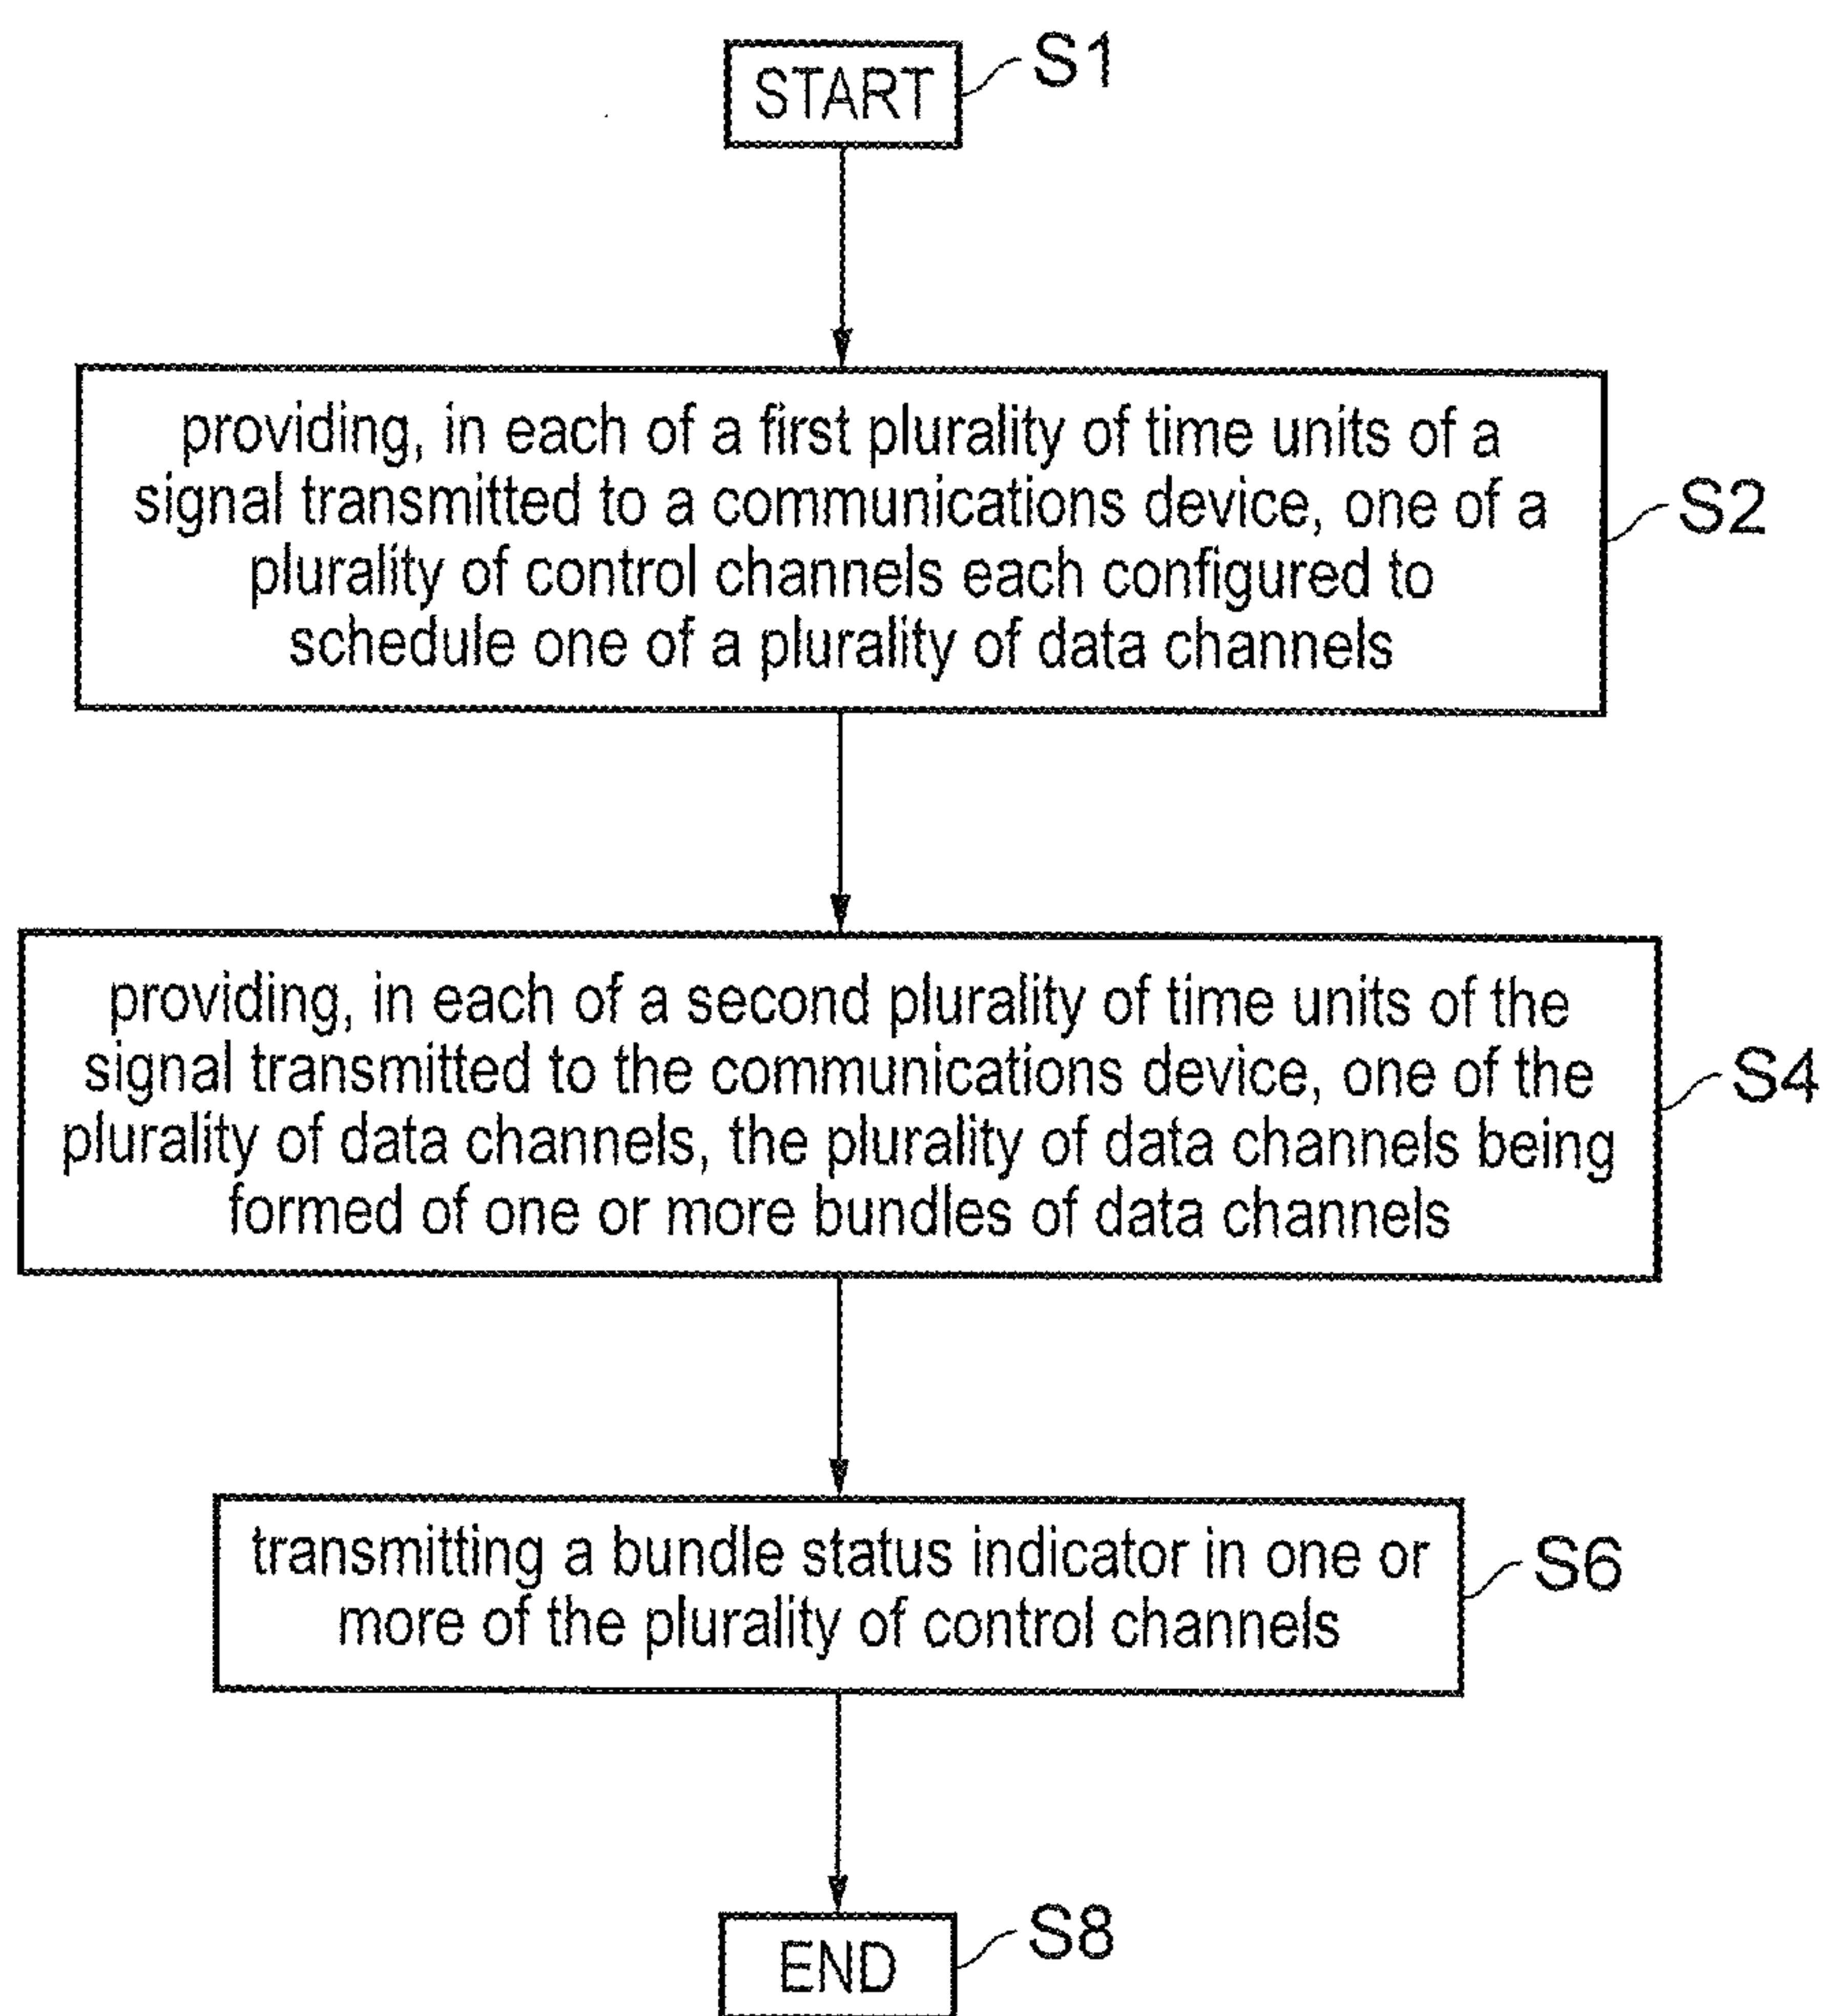 START
S1
providing, in each of a first plurality of time units of a
signal transmitted to a communications device, one of a
plurality of control channels each configured to
schedule one of a plurality of data channels
S2
providing, in each of a second plurality of time units of the
signal transmitted to the communications device, one of the
plurality of data channels, the plurality of data channels being
formed of one or more bundles of data channels
S4
transmitting a bundle status indicator in one or
more of the plurality of control channels
S6
END
S8